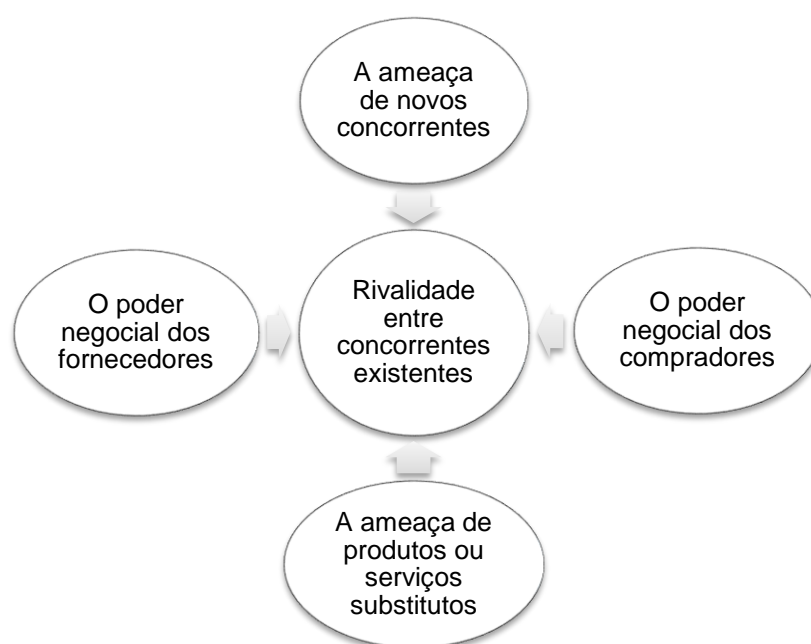 A ameaça
de novos
concorrentes
O poder
negocial dos
fornecedores
Rivalidade
entre
concorrentes
existentes
O poder
negocial dos
compradores
A ameaça de
produtos ou
serviços
substitutos